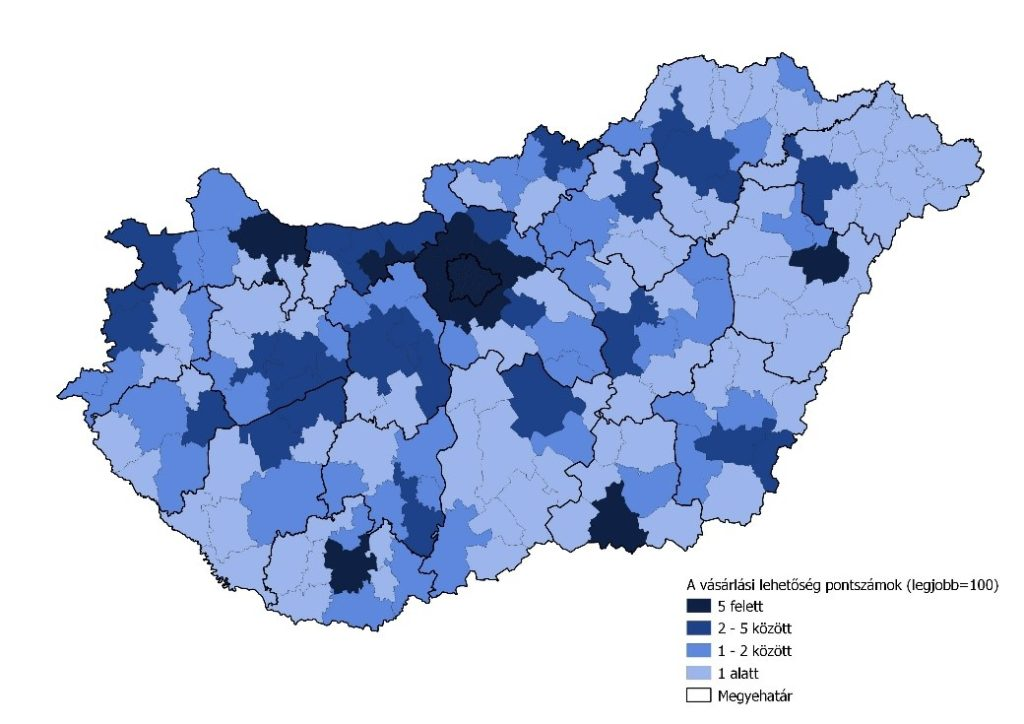 A vásárlási lehetőség pontszámok (legjobb=100)
5 felett
2 - 5 között
1 - 2 között
1 alatt
Megyehatár